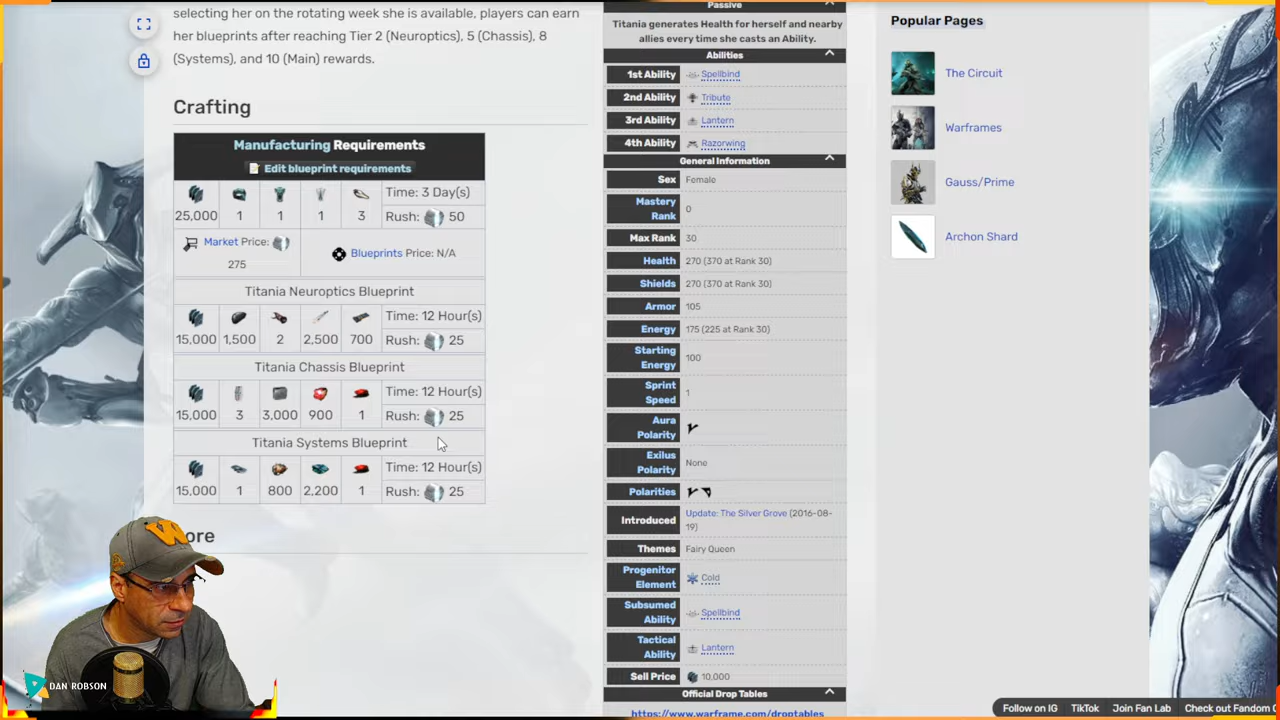 selecting her on the rotating week she is available, players can earn
her blueprints after reaching Tier 2 (Neuroptics), 5 (Chassis), 8
(Systems), and 10 (Main) rewards.
Crafting
Manufacturing Requirements
Edit blueprint requirements
25,000 1 1 1 3 Time: 3 Day(s)
Rush: 50
Market Price: 275
Blueprints Price: N/A
Titania Neuroptics Blueprint
15,000 1,500 2 2,500 700 Time: 12 Hour(s)
Rush: 25
Titania Chassis Blueprint
15,000 3 3,000 900 1 Time: 12 Hour(s)
Rush: 25
Titania Systems Blueprint
15,000 1 800 2,200 1 Time: 12 Hour(s)
Rush: 25
ore
Passive
Titania generates Health for herself and nearby
allies every time she casts an Ability.
Abilities
1st Ability Spellbind
2nd Ability Tribute
3rd Ability Lantern
4th Ability Razorwing
General Information
Sex Female
Mastery Rank 0
Max Rank 30
Health 270 (370 at Rank 30)
Shields 270 (370 at Rank 30)
Armor 105
Energy 175 (225 at Rank 30)
Starting Energy 100
Sprint Speed 1
Aura Polarity
Exilus Polarity None
Polarities
Introduced Update: The Silver Grove (2016-08-
19)
Themes Fairy Queen
Progenitor Element Cold
Subsumed Ability Spellbind
Tactical Ability Lantern
Sell Price 10,000
Official Drop Tables
https://www.warframe.com/droptables
Popular Pages
The Circuit
Warframes
Gauss/Prime
Archon Shard
W
DAN ROBSON
Follow on IG TikTok Join Fan Lab Check out Fandom